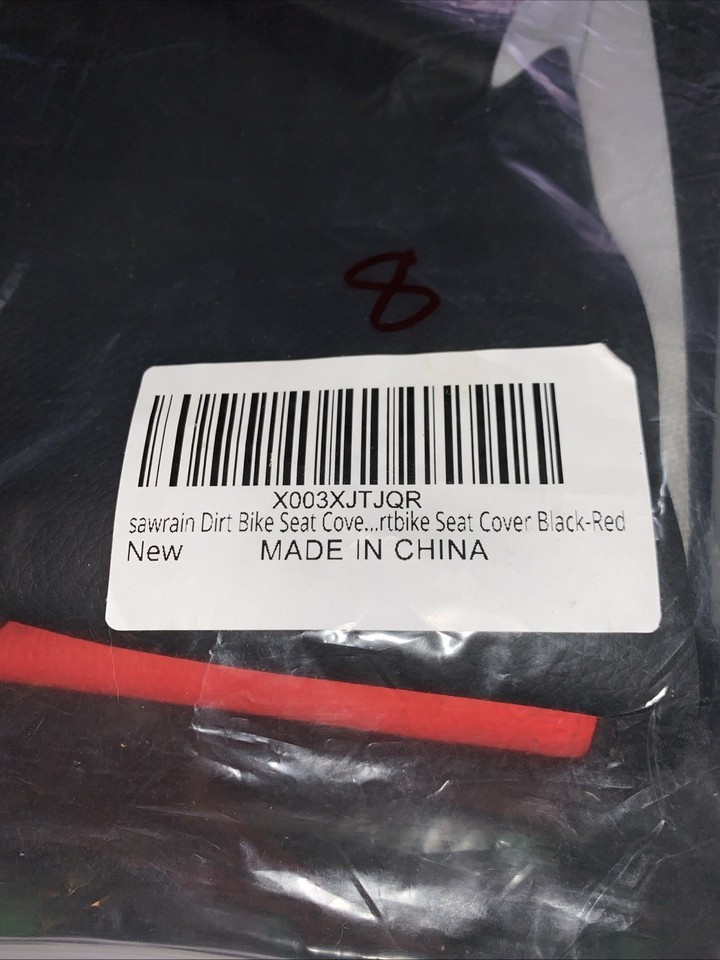 8
X003XJTJQR
sawrain Dirt Bike Seat Cove...rtbike Seat Cover Black-Red
New MADE IN CHINA